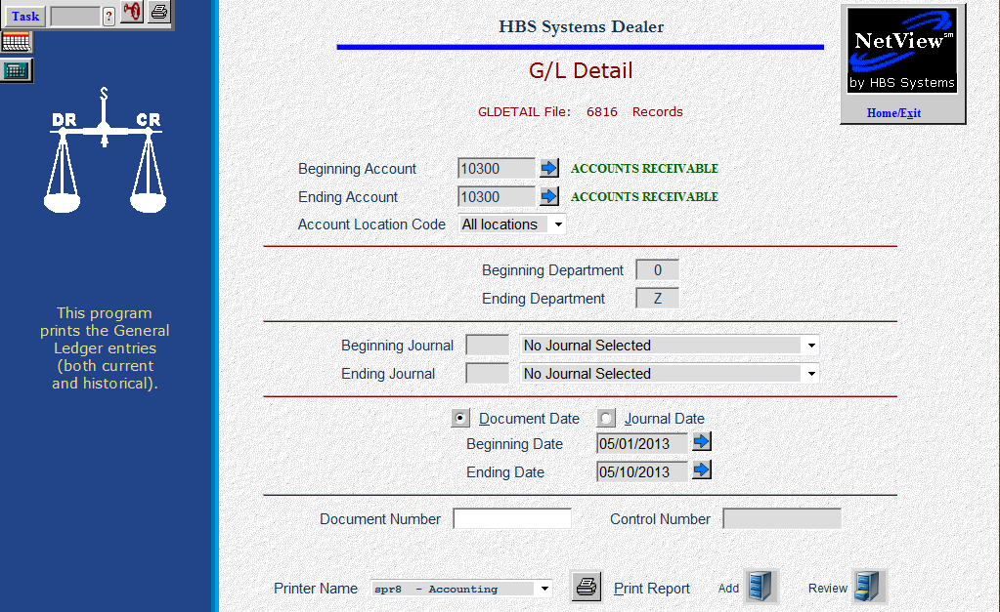 Task ?
HBS Systems Dealer
NetView℠
by HBS Systems
Home/Exit
G/L Detail
GLDETAIL File: 6816 Records
DR CR
This program
prints the General
Ledger entries
(both current
and historical).
Beginning Account 10300 ACCOUNTS RECEIVABLE
Ending Account 10300 ACCOUNTS RECEIVABLE
Account Location Code All locations
Beginning Department 0
Ending Department Z
Beginning Journal No Journal Selected
Ending Journal No Journal Selected
Document Date Journal Date
Beginning Date 05/01/2013
Ending Date 05/10/2013
Document Number Control Number
Printer Name spr8 - Accounting Print Report Add Review